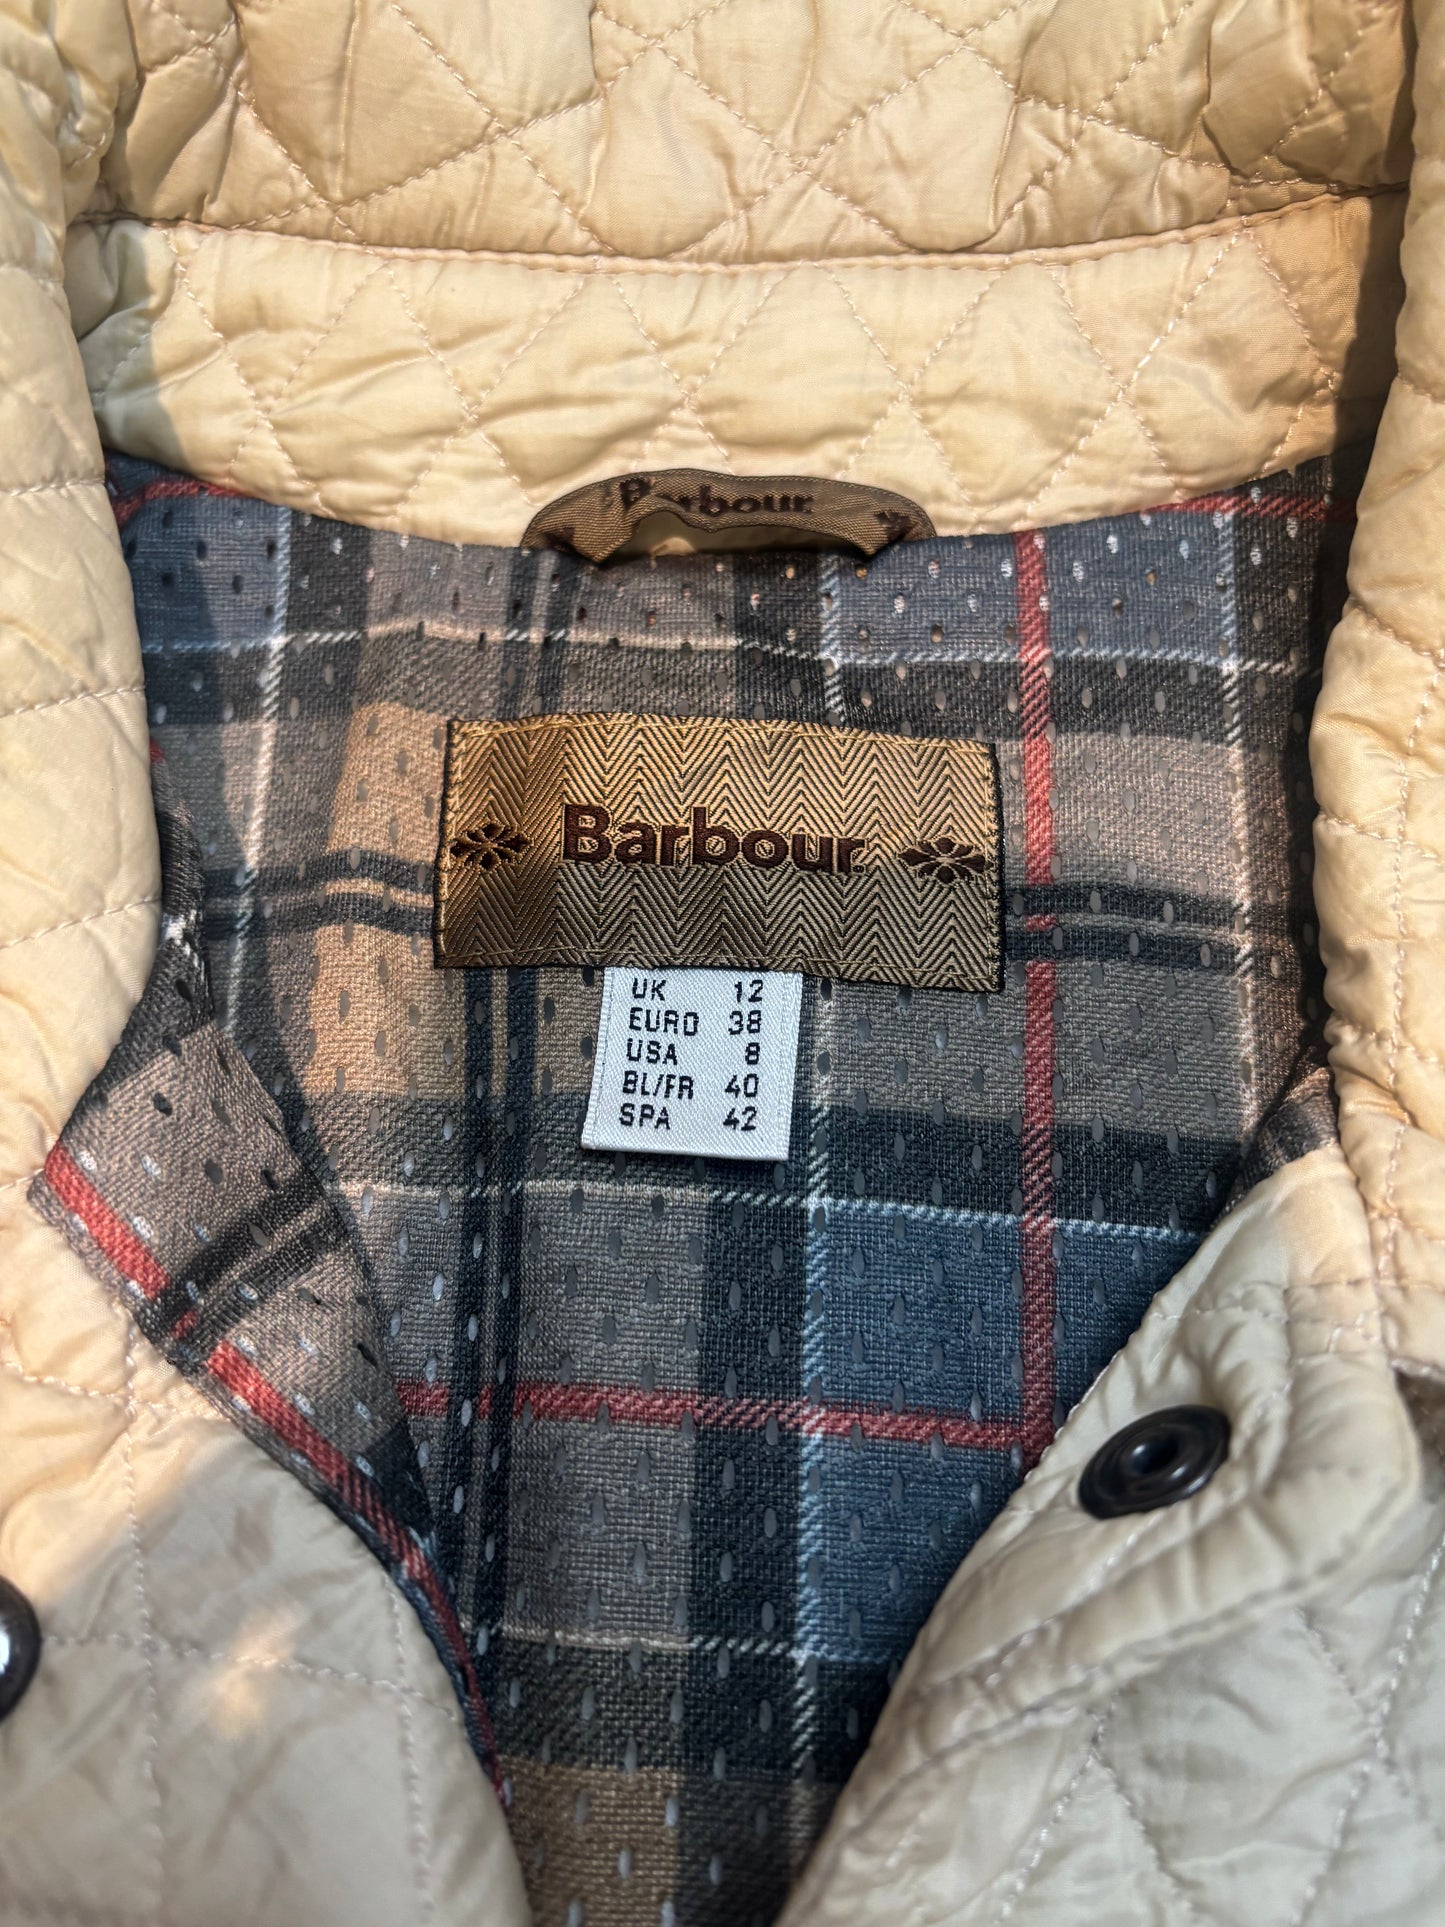 Barbour
Barbour
UK 12
EURO 38
USA 8
BL/FR 40
SPA 42